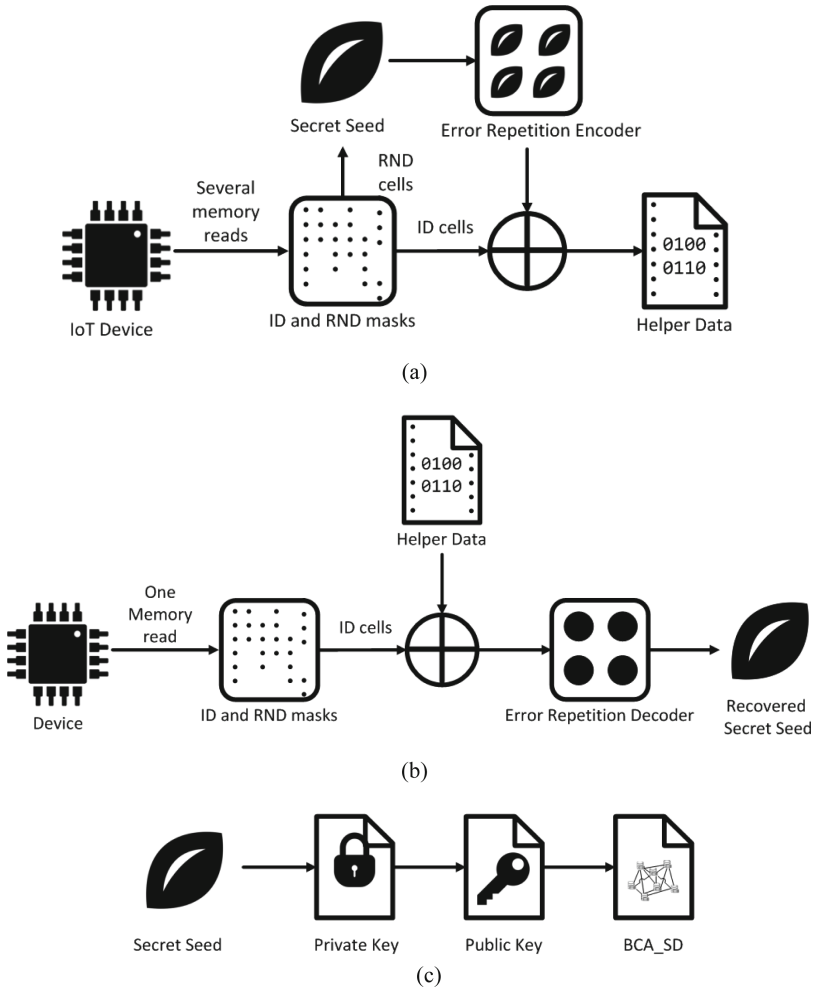 Secret Seed
Error Repetition Encoder
RND
cells
Several
memory
reads
ID cells
0100
0110
IoT Device
ID and RND masks
Helper Data
(a)
0100
0110
Helper Data
One
Memory
read
ID cells
Device
ID and RND masks
Error Repetition Decoder
Recovered
Secret Seed
(b)
Secret Seed
Private Key
Public Key
BCA_SD
(c)